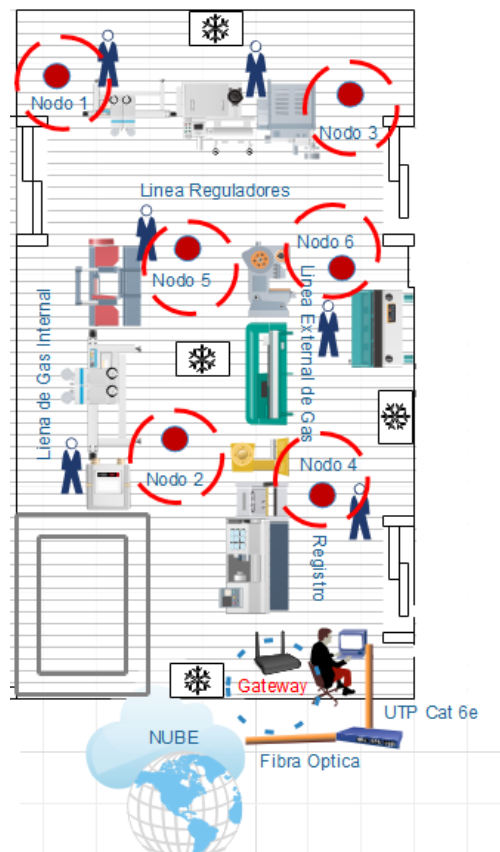 Nodo 1
Nodo 3
Linea Reguladores
Nodo 6
Nodo 5
Liena de Gas Internal
Linea External de Gas
Nodo 2
Nodo 4
Registro
Gateway
UTP Cat 6e
NUBE
Fibra Optica